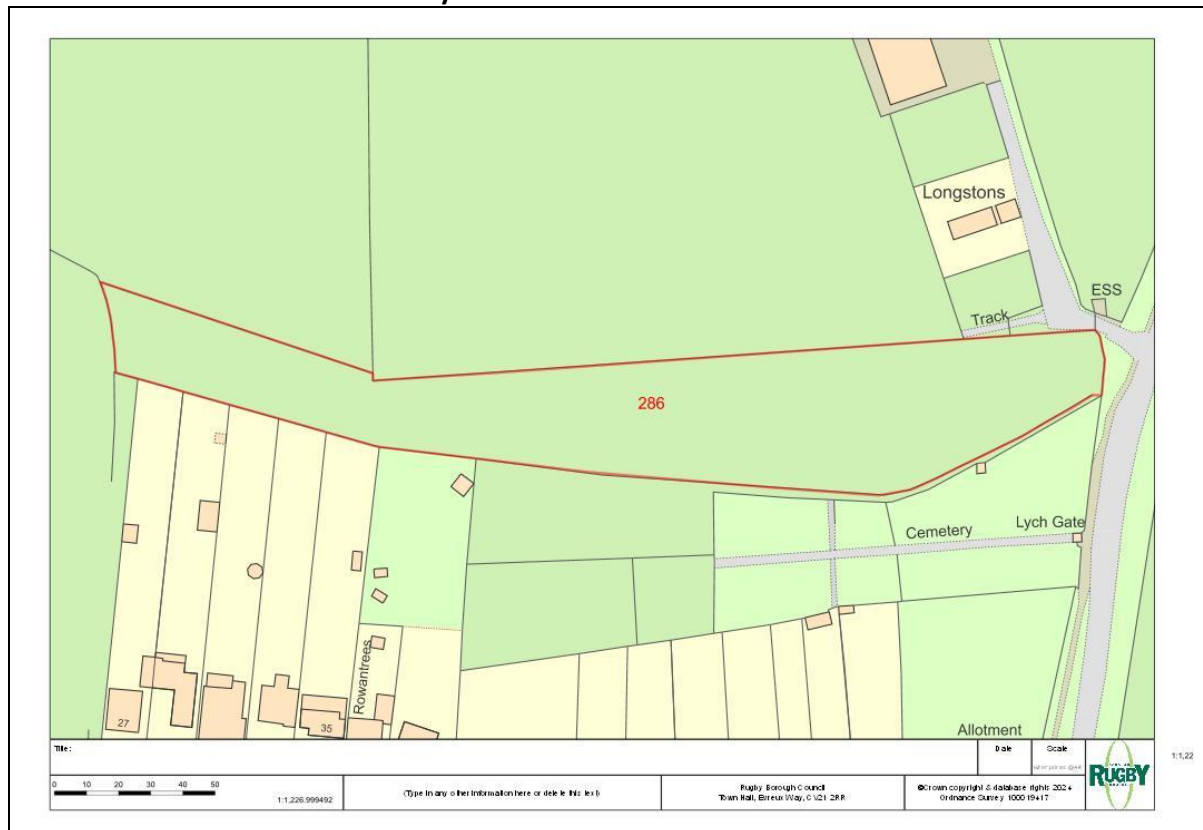 Longstons
ESS
Track
286
Lych Gate
Cemetery
Rowantrees
27
35
Allotment
Title:
Date
Scale
0 10 20 30 40 50
1:1,226.999492
(Type in any other information here or delete this text)
Rugby Borough Council
Town Hall, Evreux Way, CV21 2RR
©Crown copyright & database rights 2024
Ordnance Survey 100019417
RUGBY
1:1,22